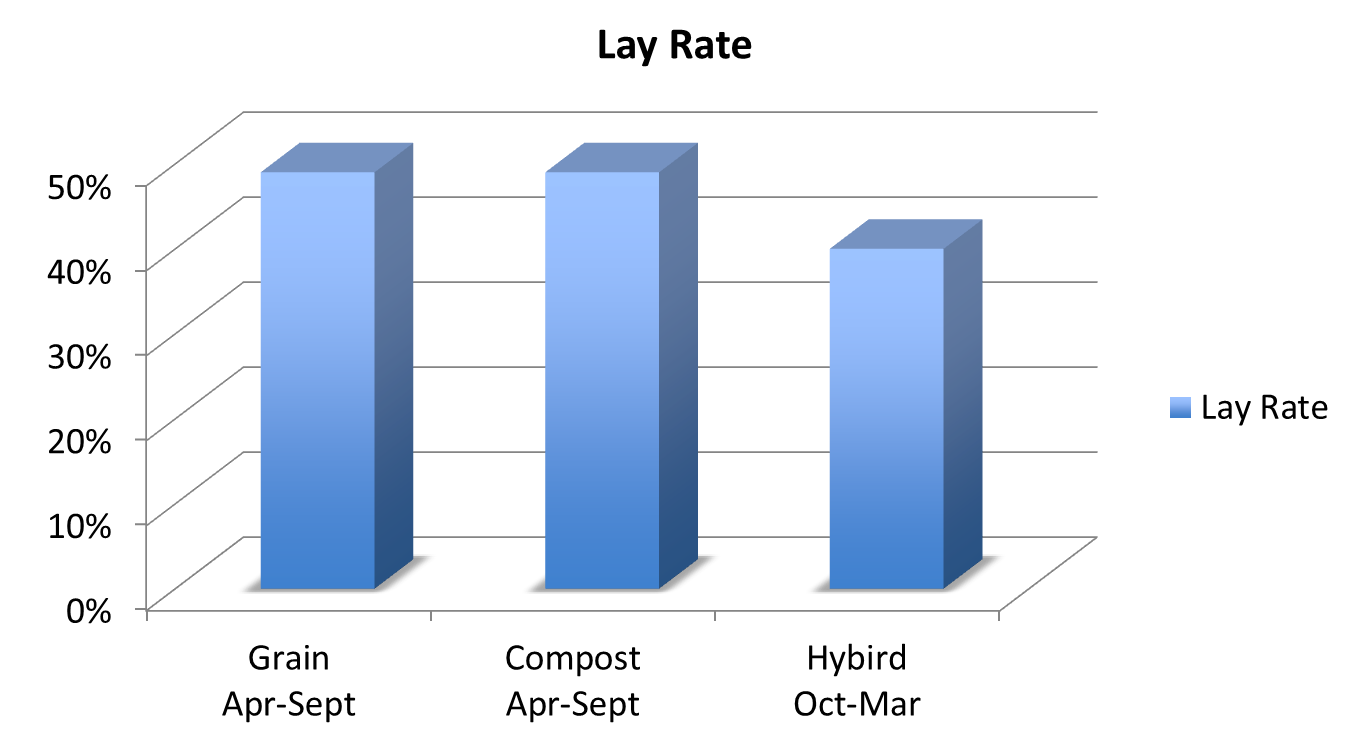 Lay Rate
50%
40%
30%
20%
10%
0%
Grain
Apr-Sept
Compost
Apr-Sept
Hybird
Oct-Mar
Lay Rate